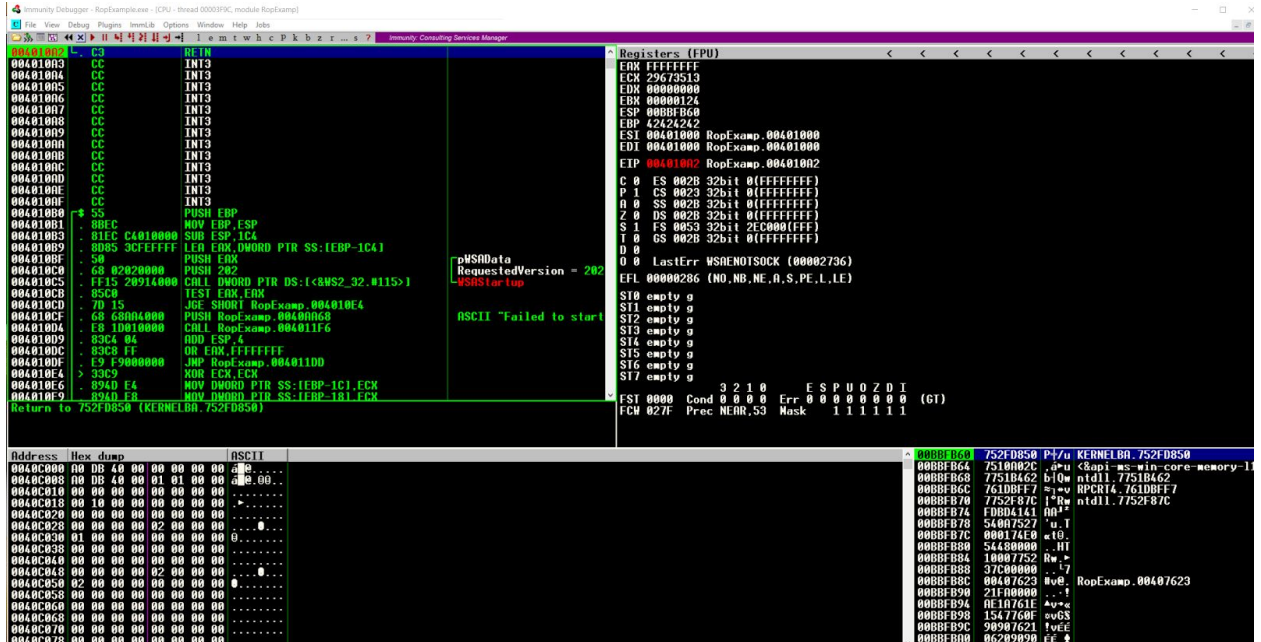 Immunity Debugger - RopExample.exe - [CPU - thread 00003F9C, module RopExamp]
File View Debug Plugins ImmLib Options Window Help Jobs
l e m t w h c P k b z r ... s ? Immunity: Consulting Services Manager
004010A2 C3 RETN
004010A3 CC INT3
004010A4 CC INT3
004010A5 CC INT3
004010A6 CC INT3
004010A7 CC INT3
004010A8 CC INT3
004010A9 CC INT3
004010AA CC INT3
004010AB CC INT3
004010AC CC INT3
004010AD CC INT3
004010AE CC INT3
004010AF CC INT3
004010B0 $ 55 PUSH EBP
004010B1 . 8BEC MOV EBP,ESP
004010B3 . 81EC C4010000 SUB ESP,1C4
004010B9 . 8D85 3CFEFFFF LEA EAX,DWORD PTR SS:[EBP-1C4]
004010BF . 50 PUSH EAX pWSAData
004010C0 . 68 02020000 PUSH 202 RequestedVersion = 202
004010C5 . FF15 20914000 CALL DWORD PTR DS:[<&WS2_32.#115>] WSAStartup
004010CB . 85C0 TEST EAX,EAX
004010CD . 7D 15 JGE SHORT RopExamp.004010E4
004010CF . 68 68AA4000 PUSH RopExamp.0040AA68 ASCII "Failed to start
004010D4 . E8 1D010000 CALL RopExamp.004011F6
004010D9 . 83C4 04 ADD ESP,4
004010DC . 83C8 FF OR EAX,FFFFFFFF
004010DF . E9 F9000000 JMP RopExamp.004011DD
004010E4 > 33C9 XOR ECX,ECX
004010E6 . 894D E4 MOV DWORD PTR SS:[EBP-1C],ECX
004010E9 . 894D E8 MOV DWORD PTR SS:[EBP-18],ECX
Return to 752FD850 (KERNELBA.752FD850)
Registers (FPU) < < < < < < < < < < <
EAX FFFFFFFF
ECX 29673513
EDX 00000000
EBX 00000124
ESP 00BBFB60
EBP 42424242
ESI 00401000 RopExamp.00401000
EDI 00401000 RopExamp.00401000
EIP 004010A2 RopExamp.004010A2
C 0 ES 002B 32bit 0(FFFFFFFF)
P 1 CS 0023 32bit 0(FFFFFFFF)
A 0 SS 002B 32bit 0(FFFFFFFF)
Z 0 DS 002B 32bit 0(FFFFFFFF)
S 1 FS 0053 32bit 2EC000(FFF)
T 0 GS 002B 32bit 0(FFFFFFFF)
D 0
O 0 LastErr WSAENOTSOCK (00002736)
EFL 00000286 (NO,NB,NE,A,S,PE,L,LE)
ST0 empty g
ST1 empty g
ST2 empty g
ST3 empty g
ST4 empty g
ST5 empty g
ST6 empty g
ST7 empty g
3 2 1 0 E S P U O Z D I
FST 0000 Cond 0 0 0 0 Err 0 0 0 0 0 0 0 0 (GT)
FCW 027F Prec NEAR,53 Mask 1 1 1 1 1 1
Address Hex dump ASCII
0040C000 A0 DB 40 00 00 00 00 00
0040C008 A0 DB 40 00 01 01 00 00
0040C010 00 00 00 00 00 00 00 00 ........
0040C018 00 10 00 00 00 00 00 00
0040C020 00 00 00 00 00 00 00 00 ........
0040C028 00 00 00 00 02 00 00 00
0040C030 01 00 00 00 00 00 00 00
0040C038 00 00 00 00 00 00 00 00 ........
0040C040 00 00 00 00 00 00 00 00 ........
0040C048 00 00 00 00 02 00 00 00
0040C050 02 00 00 00 00 00 00 00
0040C058 00 00 00 00 00 00 00 00 ........
0040C060 00 00 00 00 00 00 00 00 ........
0040C068 00 00 00 00 00 00 00 00 ........
0040C070 00 00 00 00 00 00 00 00 ........
0040C078 00 00 00 00 00 00 00 00
00BBFB60 752FD850 KERNELBA.752FD850
00BBFB64 7510A02C <&api-ms-win-core-memory-l1
00BBFB68 7751B462 ntdll.7751B462
00BBFB6C 761DBFF7 RPCRT4.761DBFF7
00BBFB70 7752F87C ntdll.7752F87C
00BBFB74 FDBD4141
00BBFB78 540A7527
00BBFB7C 000174E0
00BBFB80 54480000 ..HT
00BBFB84 10007752
00BBFB88 37C00000
00BBFB8C 00407623 #v@. RopExamp.00407623
00BBFB90 21FA0000
00BBFB94 AE1A761E
00BBFB98 1547760F
00BBFB9C 90907621
00BBFBA0 06209090